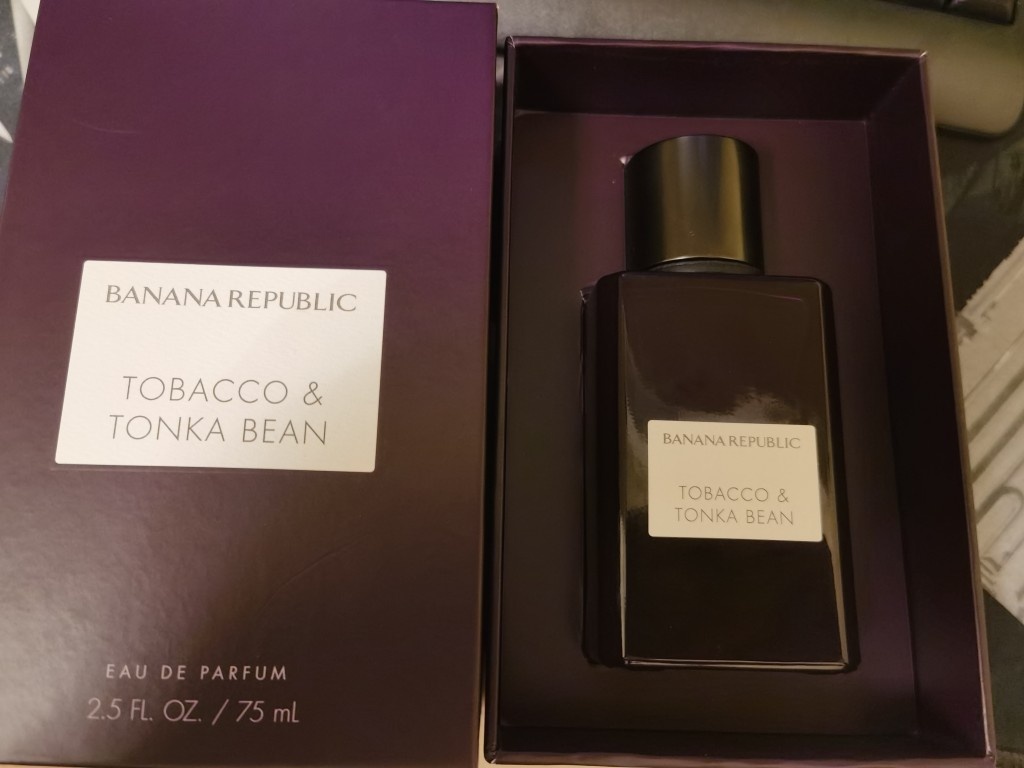 BANANA REPUBLIC
TOBACCO &
TONKA BEAN
EAU DE PARFUM
2.5 FL. OZ. / 75 mL
BANANA REPUBLIC
TOBACCO &
TONKA BEAN